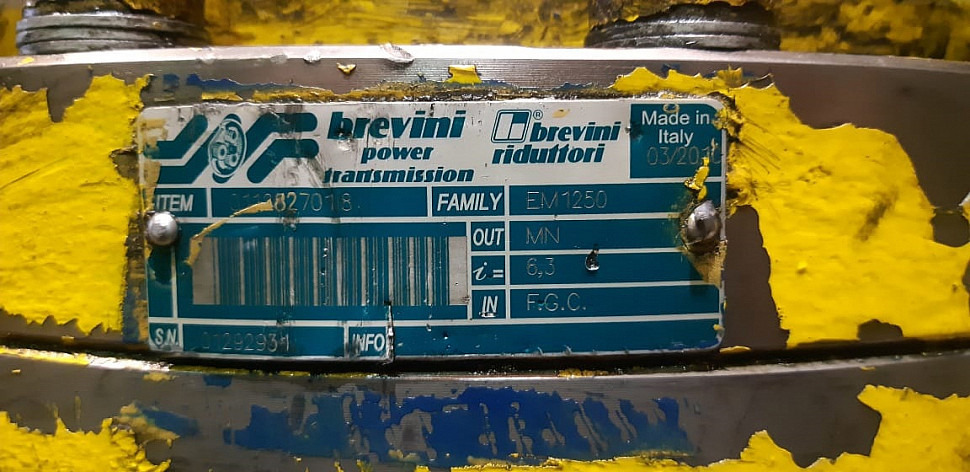 brevini
power
transmission
® brevini
riduttori
Made in
Italy
ITEM
FAMILY EM1250
OUT MN
i= 6,3
IN F.G.C.
S.N. INFO